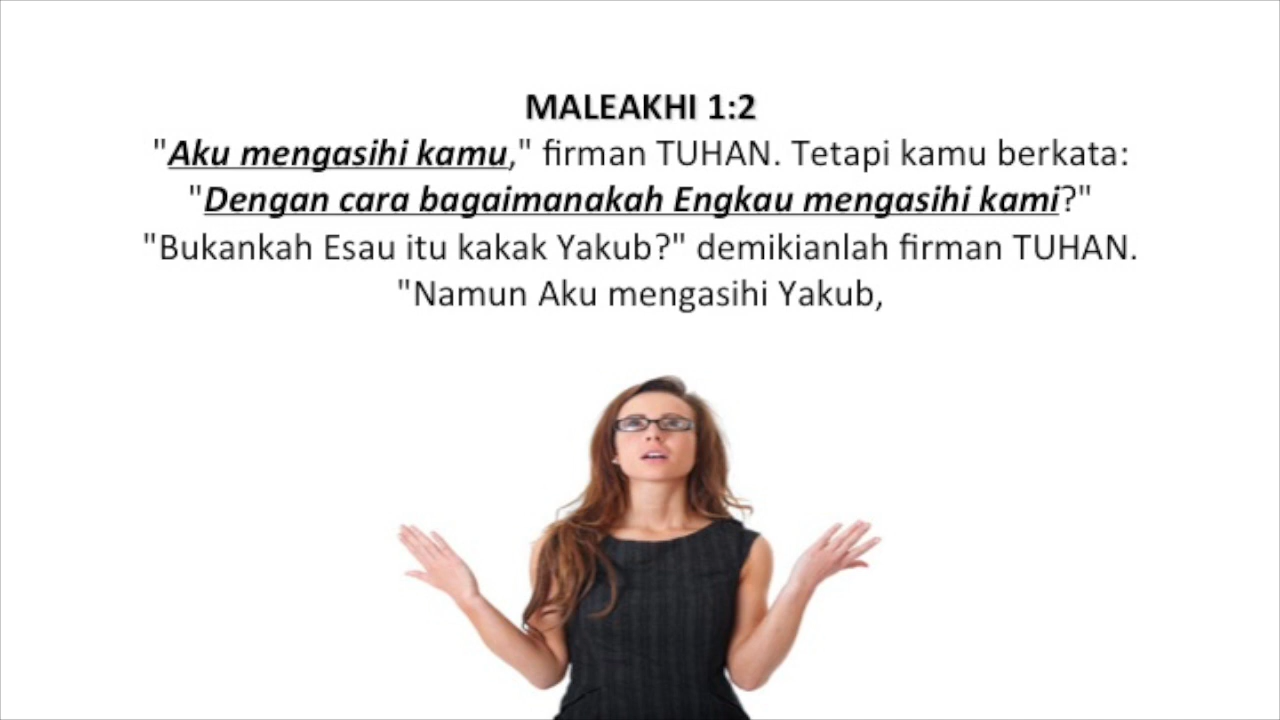 MALEAKHI 1:2
"Aku mengasihi kamu," firman TUHAN. Tetapi kamu berkata:
"Dengan cara bagaimanakah Engkau mengasihi kami?"
"Bukankah Esau itu kakak Yakub?" demikianlah firman TUHAN.
"Namun Aku mengasihi Yakub,